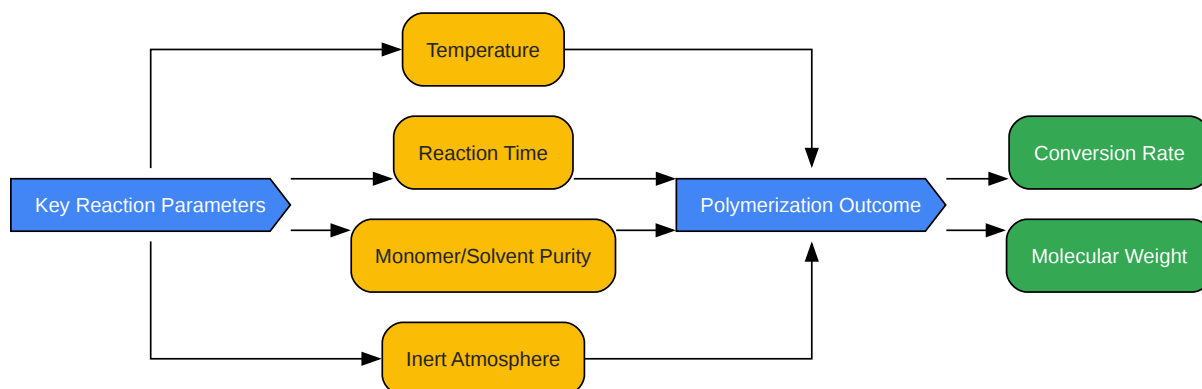 Temperature
Reaction Time
Conversion Rate
Key Reaction Parameters
Polymerization Outcome
Monomer/Solvent Purity
Molecular Weight
Inert Atmosphere